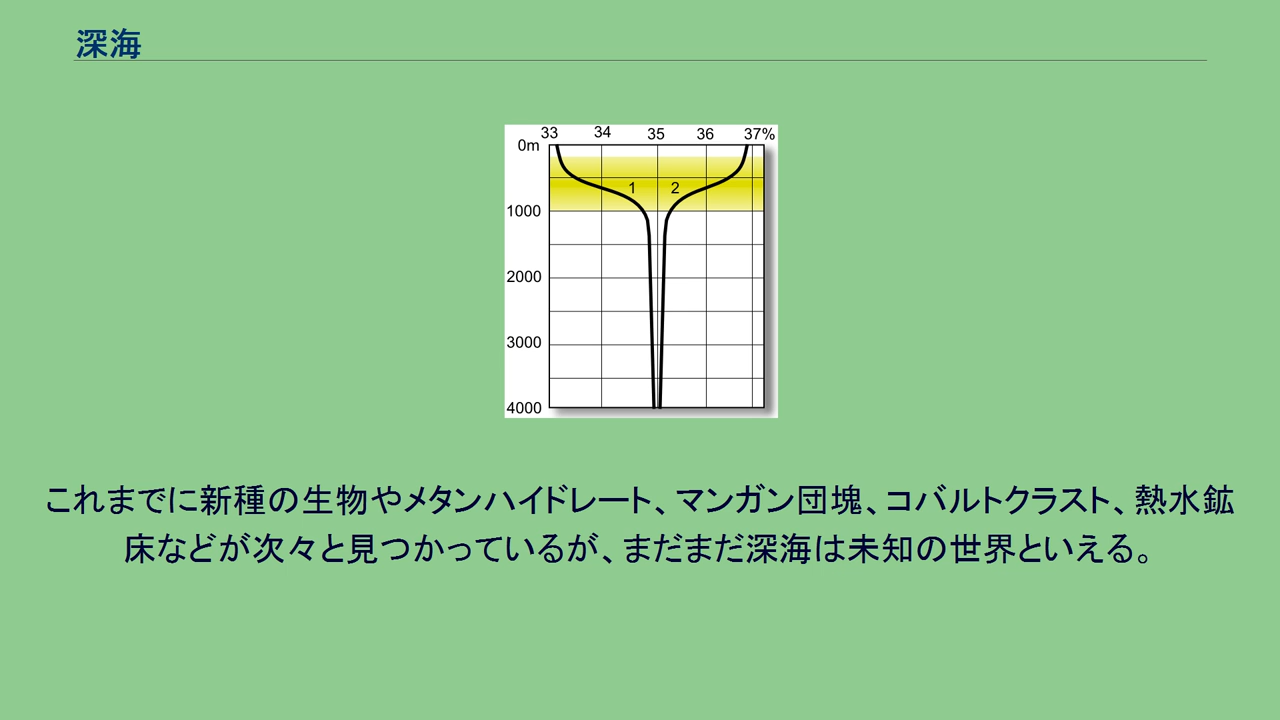 深海
33 34 35 36 37%
0m
1 2
1000
2000
3000
4000
これまでに新種の生物やメタンハイドレート、マンガン団塊、コバルトクラスト、熱水鉱
床などが次々と見つかっているが、まだまだ深海は未知の世界といえる。